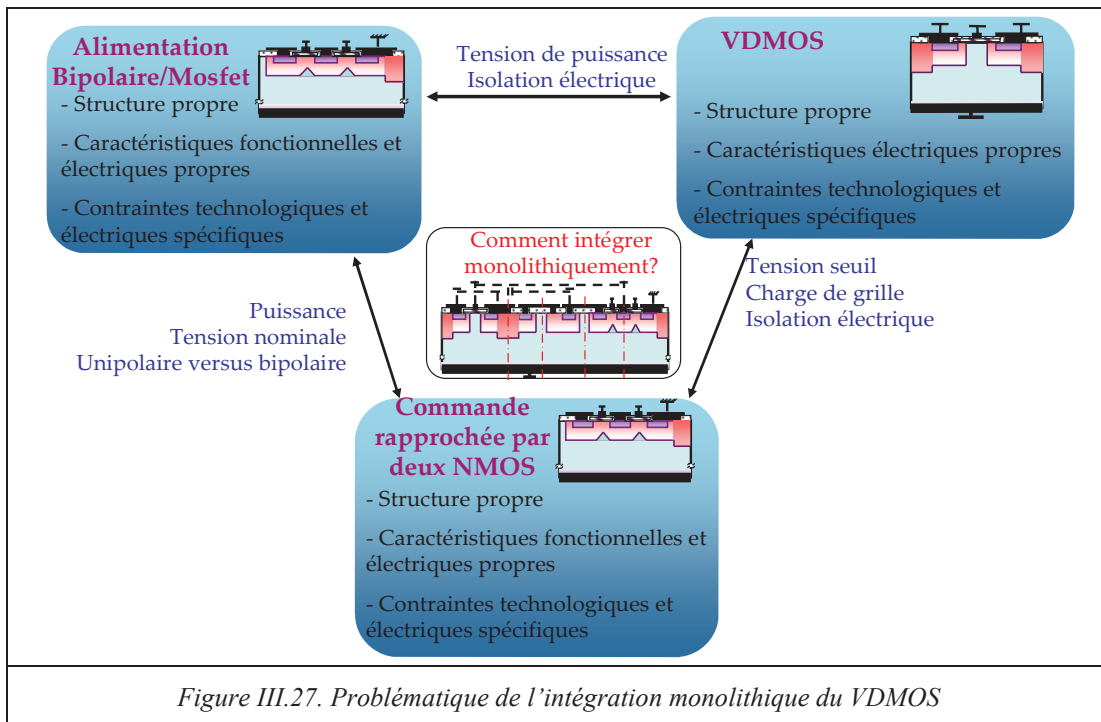 Alimentation
Bipolaire/Mosfet
- Structure propre
- Caractéristiques fonctionnelles et
électriques propres
- Contraintes technologiques et
électriques spécifiques
Tension de puissance
Isolation électrique
VDMOS
- Structure propre
- Caractéristiques électriques propres
- Contraintes technologiques et
électriques spécifiques
Comment intégrer
monolithiquement?
Puissance
Tension nominale
Unipolaire versus bipolaire
Tension seuil
Charge de grille
Isolation électrique
Commande
rapprochée par
deux NMOS
- Structure propre
- Caractéristiques fonctionnelles et
électriques propres
- Contraintes technologiques et
électriques spécifiques
Figure III.27. Problématique de l'intégration monolithique du VDMOS